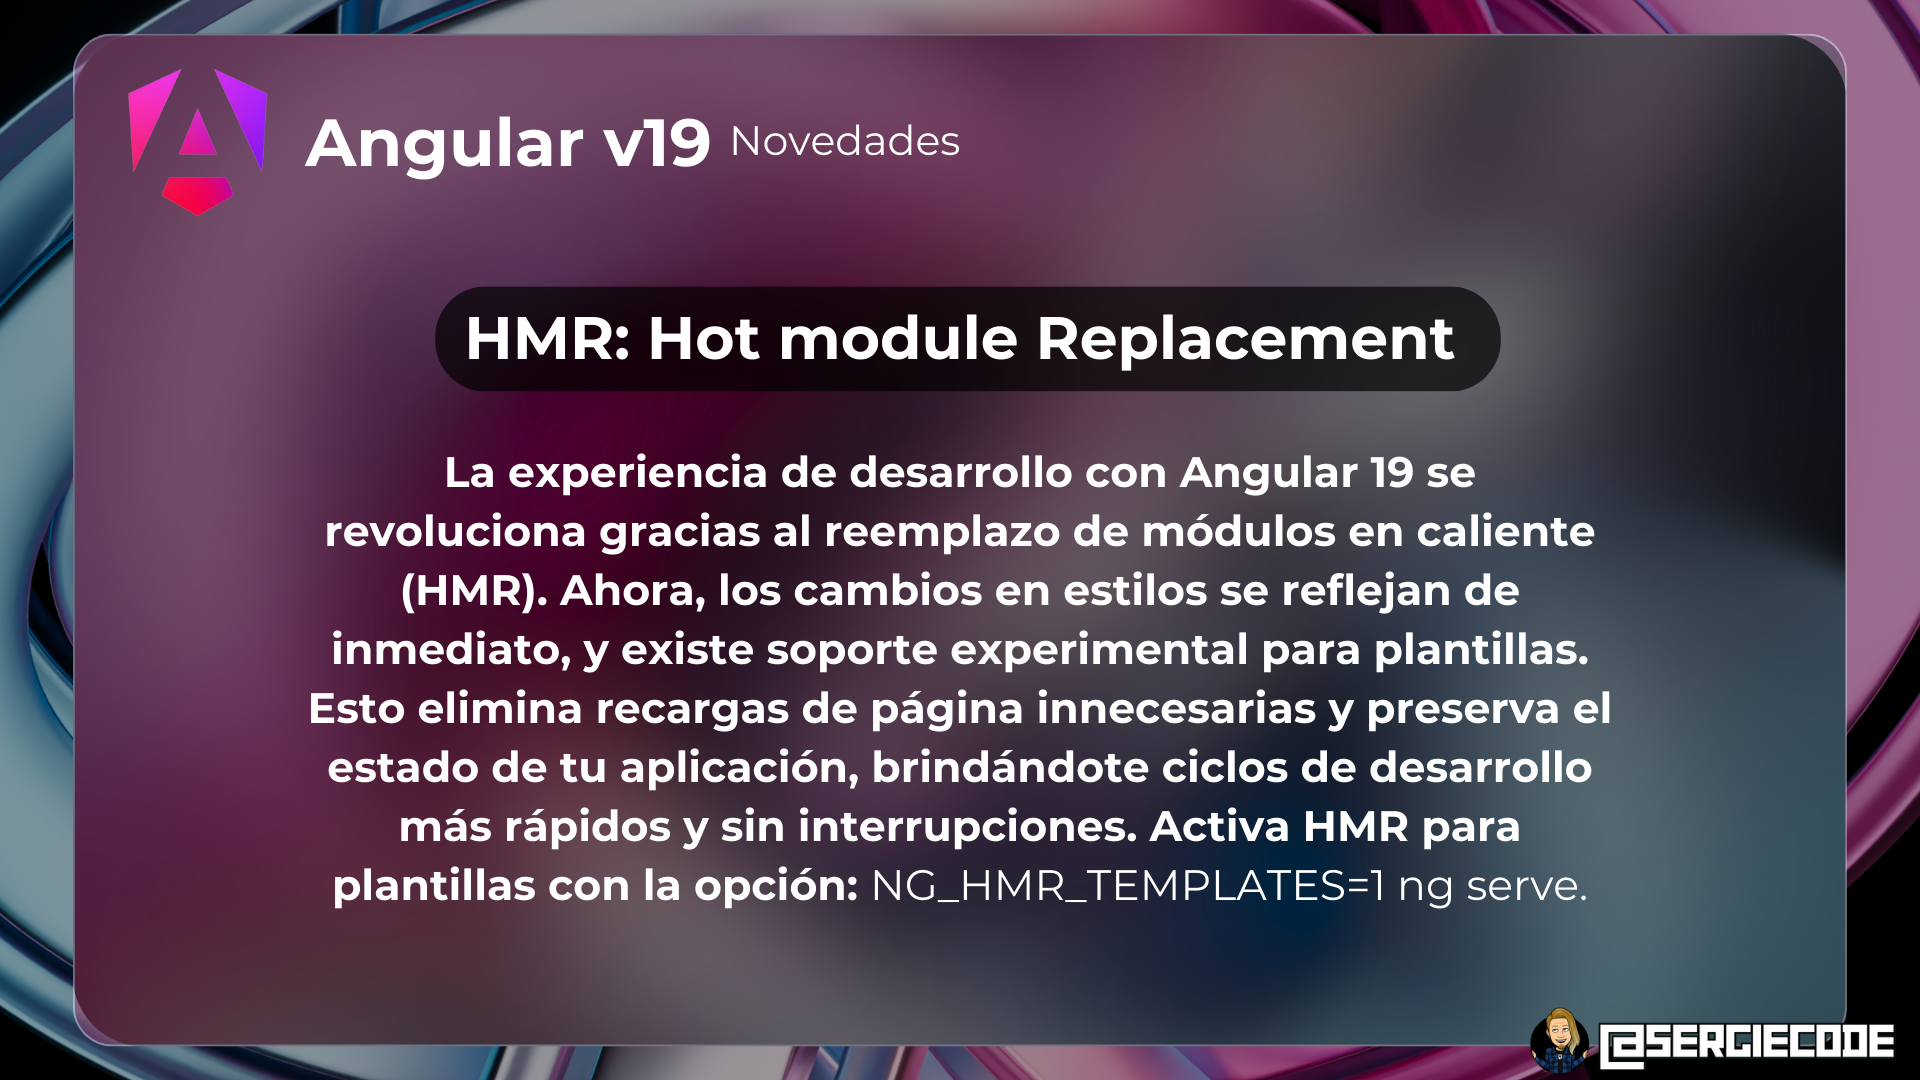 Angular v19 Novedades
HMR: Hot module Replacement
La experiencia de desarrollo con Angular 19 se
revoluciona gracias al reemplazo de módulos en caliente
(HMR). Ahora, los cambios en estilos se reflejan de
inmediato, y existe soporte experimental para plantillas.
Esto elimina recargas de página innecesarias y preserva el
estado de tu aplicación, brindándote ciclos de desarrollo
más rápidos y sin interrupciones. Activa HMR para
plantillas con la opción: NG_HMR_TEMPLATES=1 ng serve.
@SERGIECODE